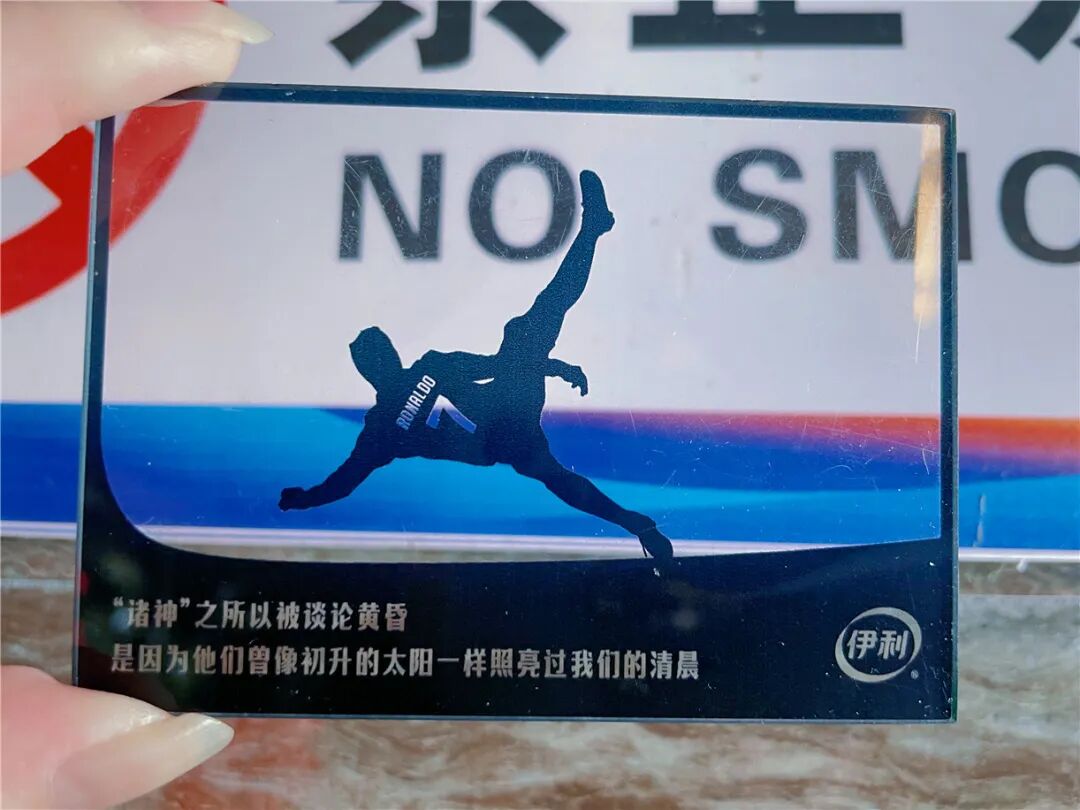 禁止
NO SMO
RONALDO
7
“诸神”之所以被谈论黄昏
是因为他们曾像初升的太阳一样照亮过我们的清晨
伊利®